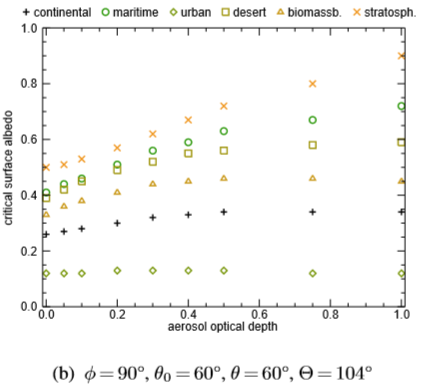 continental maritime urban desert biomassb. stratosph.
1.0
0.8
0.6
0.4
0.2
0.0
critical surface albedo
0.0 0.2 0.4 0.6 0.8 1.0
aerosol optical depth
(b) ϕ = 90°, θ₀ = 60°, θ = 60°, Θ = 104°